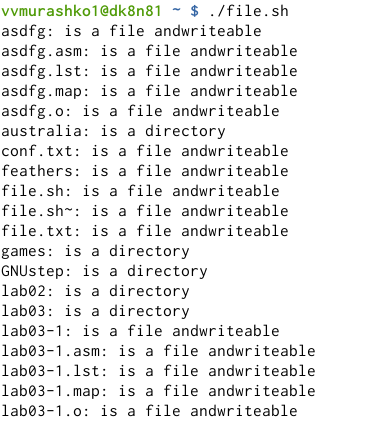 vvmurashko1@dk8n81 ~ $ ./file.sh
asdfg: is a file andwriteable
asdfg.asm: is a file andwriteable
asdfg.lst: is a file andwriteable
asdfg.map: is a file andwriteable
asdfg.o: is a file andwriteable
australia: is a directory
conf.txt: is a file andwriteable
feathers: is a file andwriteable
file.sh: is a file andwriteable
file.sh~: is a file andwriteable
file.txt: is a file andwriteable
games: is a directory
GNUstep: is a directory
lab02: is a directory
lab03: is a directory
lab03-1: is a file andwriteable
lab03-1.asm: is a file andwriteable
lab03-1.lst: is a file andwriteable
lab03-1.map: is a file andwriteable
lab03-1.o: is a file andwriteable